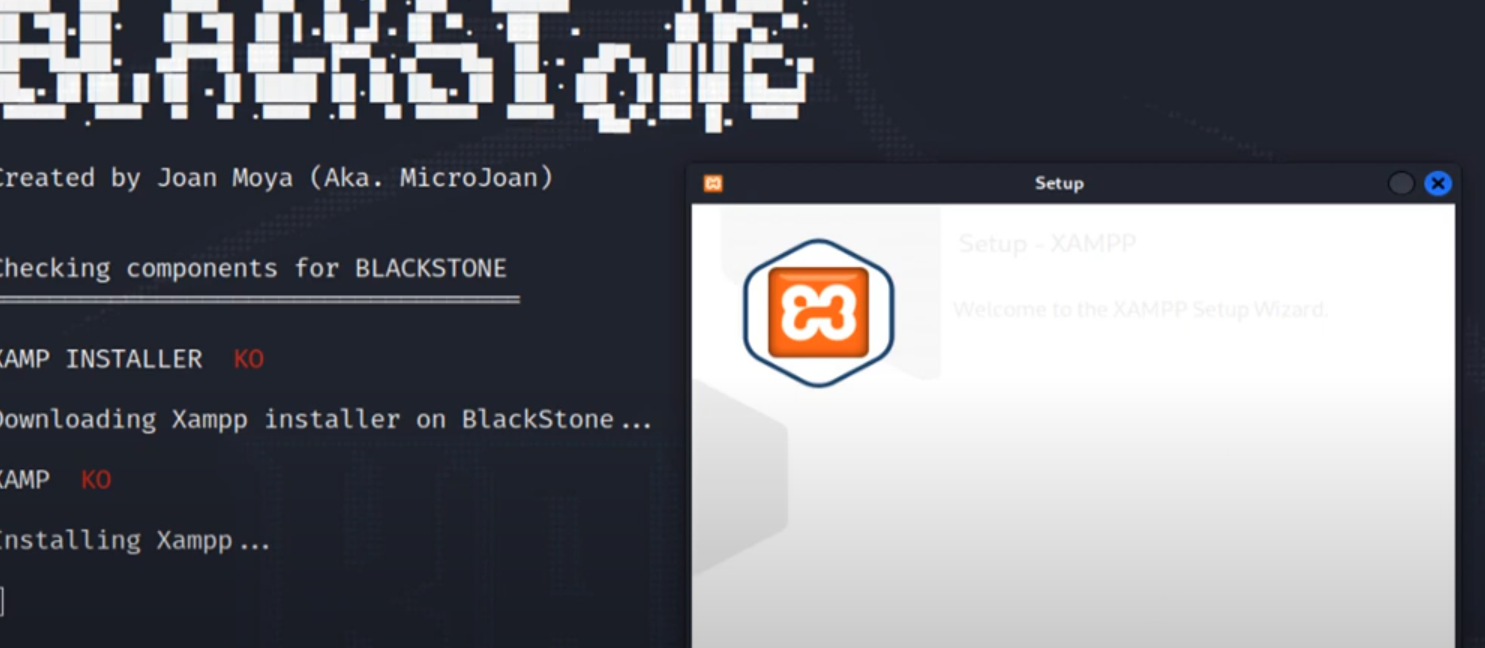 BLACKSTONE
Created by Joan Moya (Aka. MicroJoan)
Checking components for BLACKSTONE
XAMP INSTALLER KO
Downloading Xampp installer on BlackStone...
XAMP KO
Installing Xampp...
Setup
Setup - XAMPP
Welcome to the XAMPP Setup Wizard.